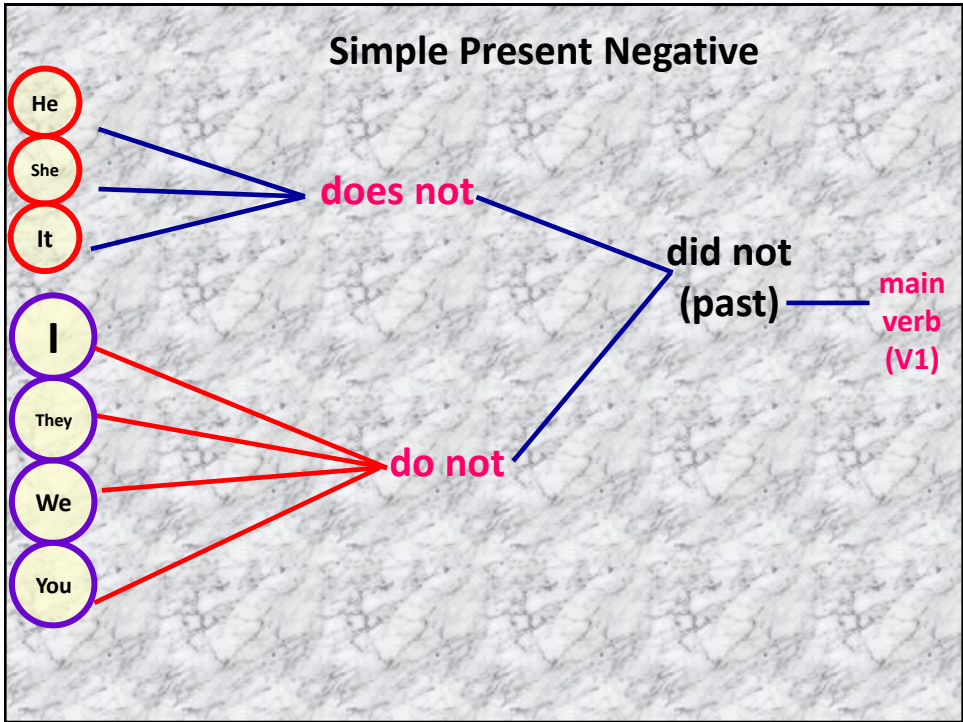 Simple Present Negative
He
She
It
does not
did not
(past)
main
verb
(V1)
I
They
We
You
do not